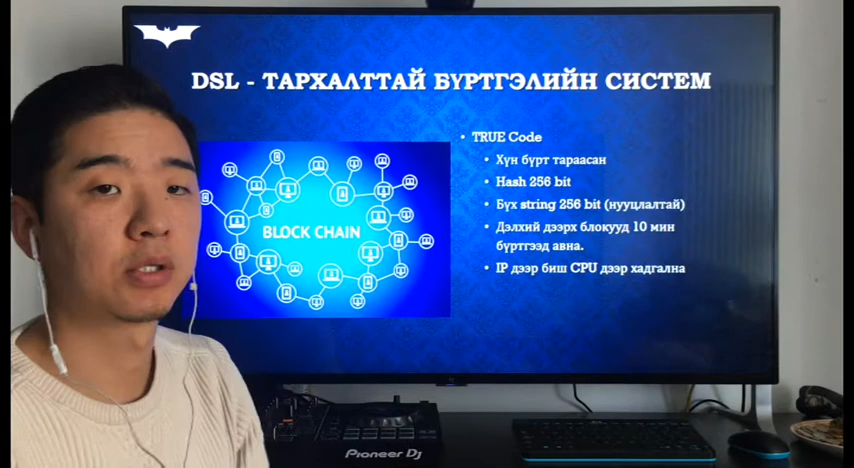 DSL - ТАРХАЛТТАЙ БҮРТГЭЛИЙН СИСТЕМ
BLOCK CHAIN
• TRUE Code
• Хүн бүрт тараасан
• Hash 256 bit
• Бүх string 256 bit (нууцлалтай)
• Дэлхий дээрх блокууд 10 мин
бүртгээд авна.
• IP дээр биш CPU дээр хадгална
Pioneer Dj